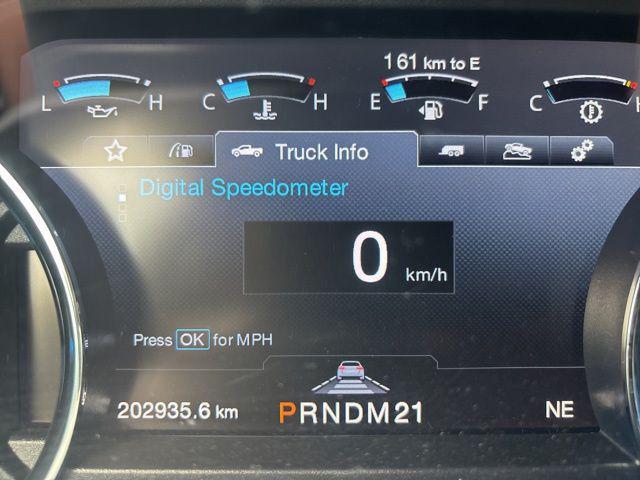 161 km to E
L H C H E F C H
Truck Info
Digital Speedometer
0 km/h
Press OK for MPH
202935.6 km PRNDM21 NE